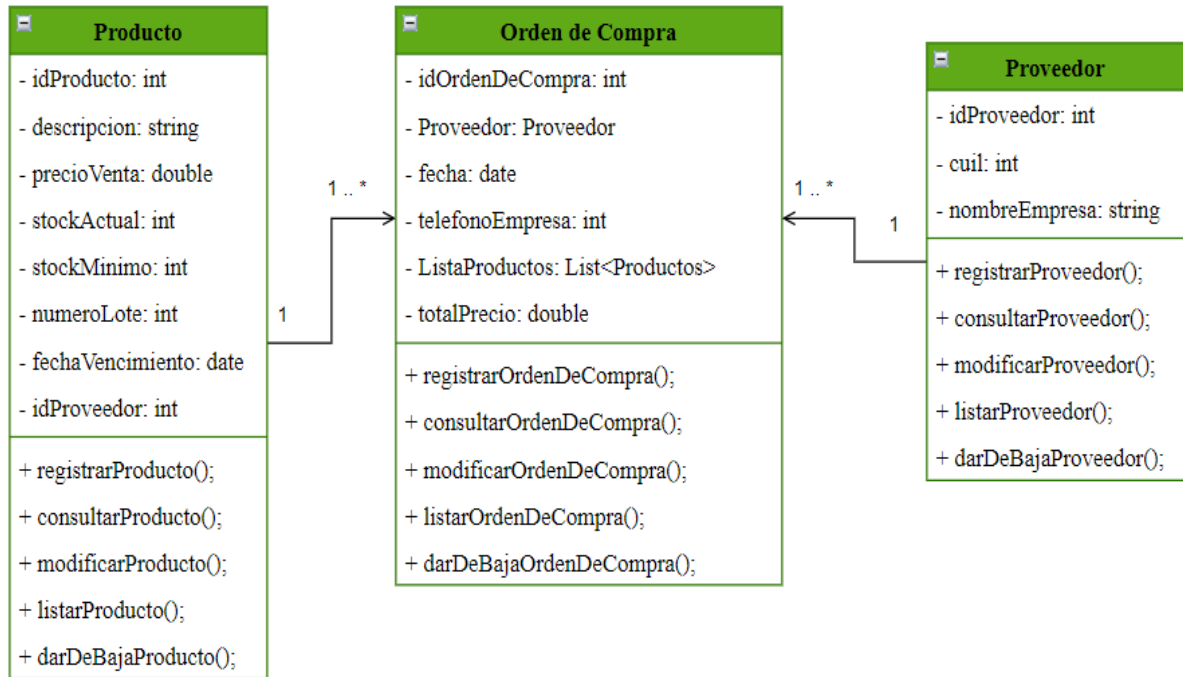 Producto
- idProducto: int
- descripcion: string
- precioVenta: double
- stockActual: int
- stockMinimo: int
- numeroLote: int
- fechaVencimiento: date
- idProveedor: int
+ registrarProducto();
+ consultarProducto();
+ modificarProducto();
+ listarProducto();
+ darDeBajaProducto();
1
1 .. *
Orden de Compra
- idOrdenDeCompra: int
- Proveedor: Proveedor
- fecha: date
- telefonoEmpresa: int
- ListaProductos: List<Productos>
- totalPrecio: double
+ registrarOrdenDeCompra();
+ consultarOrdenDeCompra();
+ modificarOrdenDeCompra();
+ listarOrdenDeCompra();
+ darDeBajaOrdenDeCompra();
1 .. *
1
Proveedor
- idProveedor: int
- cuil: int
- nombreEmpresa: string
+ registrarProveedor();
+ consultarProveedor();
+ modificarProveedor();
+ listarProveedor();
+ darDeBajaProveedor();